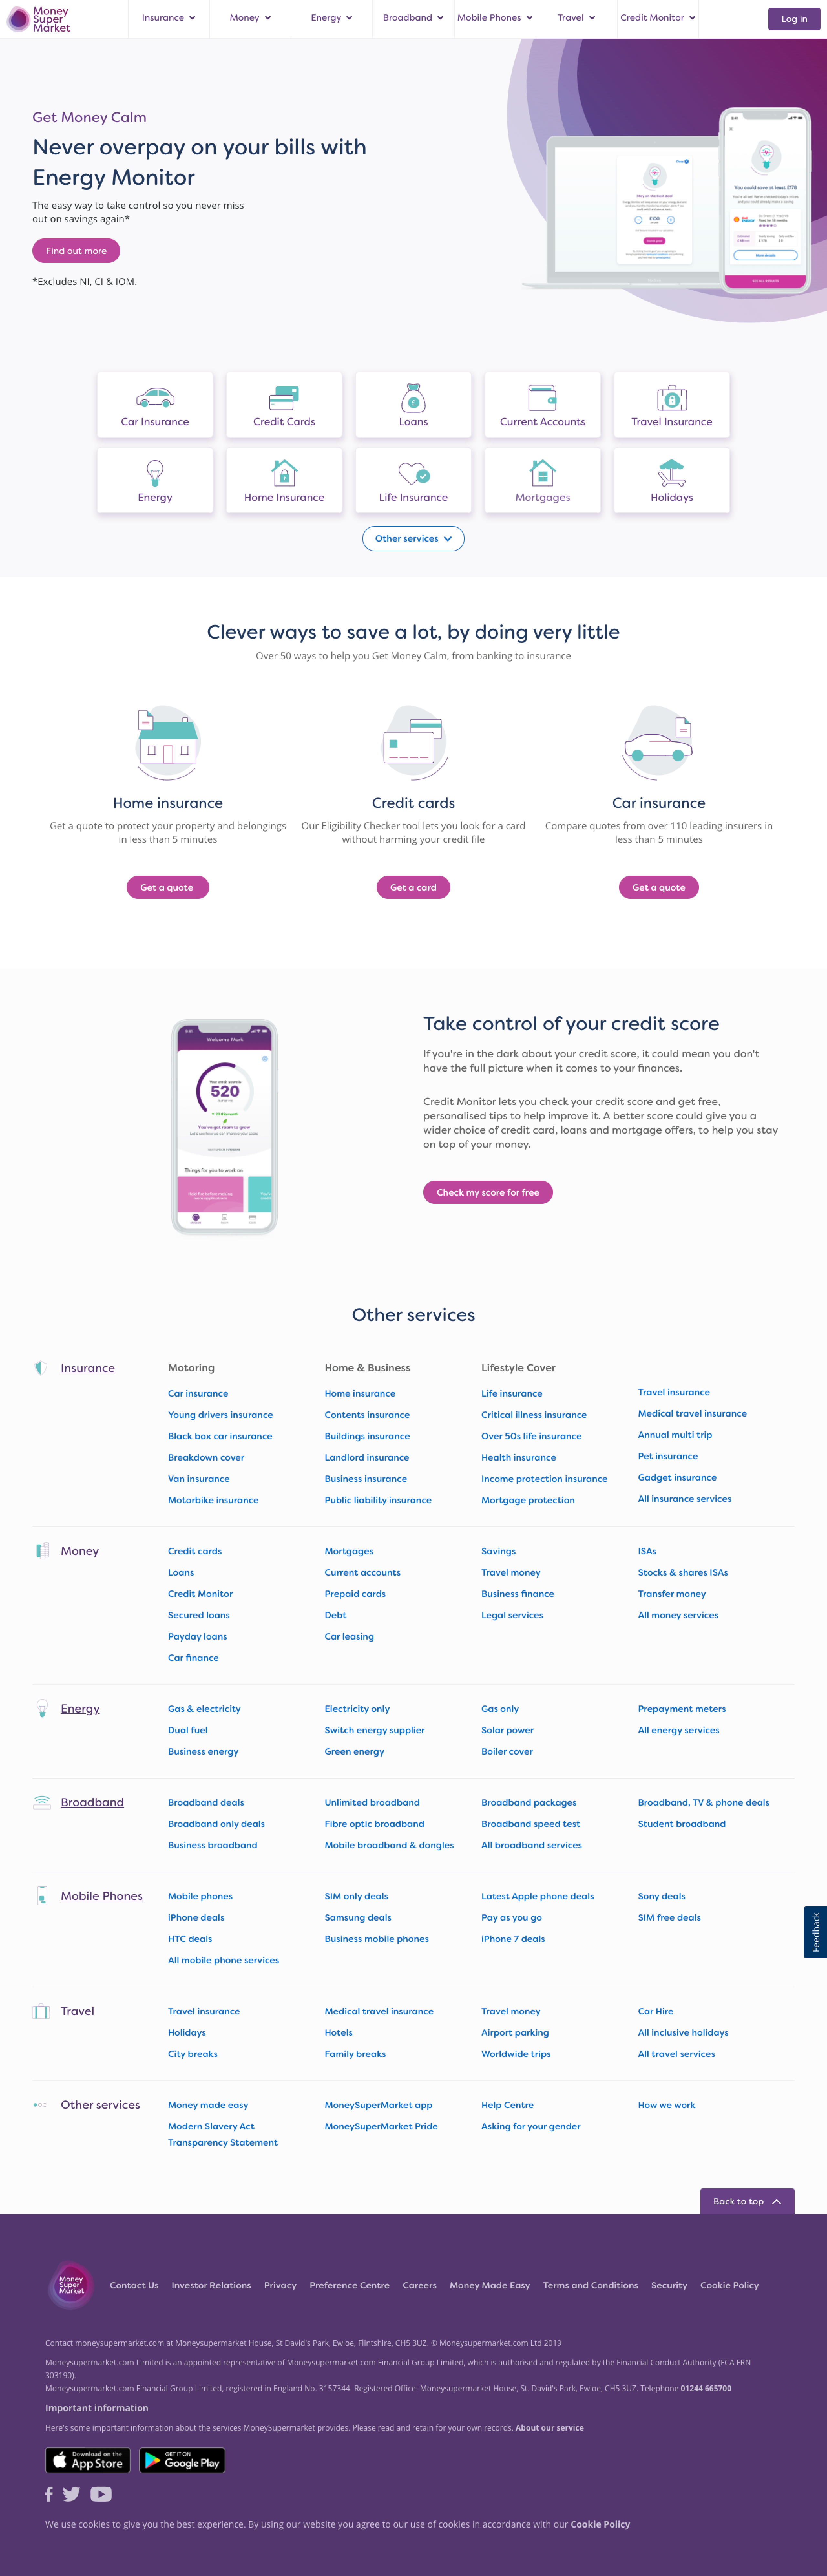 Money
Super
Market
Insurance
Money
Energy
Broadband
Mobile Phones
Travel
Credit Monitor
Log in
Get Money Calm
Never overpay on your bills with
Energy Monitor
The easy way to take control so you never miss
out on savings again*
Find out more
*Excludes NI, CI & IOM.
You could save at least £178
£100
More details
SEE ALL RESULTS
Car Insurance
Credit Cards
Loans
Current Accounts
Travel Insurance
Energy
Home Insurance
Life Insurance
Mortgages
Holidays
Other services
Clever ways to save a lot, by doing very little
Over 50 ways to help you Get Money Calm, from banking to insurance
Home insurance
Get a quote to protect your property and belongings
in less than 5 minutes
Get a quote
Credit cards
Our Eligibility Checker tool lets you look for a card
without harming your credit file
Get a card
Car insurance
Compare quotes from over 110 leading insurers in
less than 5 minutes
Get a quote
Welcome Mark
Your credit score is
520
You've got room to grow
Things for you to work on
Take control of your credit score
If you're in the dark about your credit score, it could mean you don't
have the full picture when it comes to your finances.
Credit Monitor lets you check your credit score and get free,
personalised tips to help improve it. A better score could give you a
wider choice of credit card, loans and mortgage offers, to help you stay
on top of your money.
Check my score for free
Other services
Insurance
Motoring
Car insurance
Young drivers insurance
Black box car insurance
Breakdown cover
Van insurance
Motorbike insurance
Home & Business
Home insurance
Contents insurance
Buildings insurance
Landlord insurance
Business insurance
Public liability insurance
Lifestyle Cover
Life insurance
Critical illness insurance
Over 50s life insurance
Health insurance
Income protection insurance
Mortgage protection
Travel insurance
Medical travel insurance
Annual multi trip
Pet insurance
Gadget insurance
All insurance services
Money
Credit cards
Loans
Credit Monitor
Secured loans
Payday loans
Car finance
Mortgages
Current accounts
Prepaid cards
Debt
Car leasing
Savings
Travel money
Business finance
Legal services
ISAs
Stocks & shares ISAs
Transfer money
All money services
Energy
Gas & electricity
Dual fuel
Business energy
Electricity only
Switch energy supplier
Green energy
Gas only
Solar power
Boiler cover
Prepayment meters
All energy services
Broadband
Broadband deals
Broadband only deals
Business broadband
Unlimited broadband
Fibre optic broadband
Mobile broadband & dongles
Broadband packages
Broadband speed test
All broadband services
Broadband, TV & phone deals
Student broadband
Mobile Phones
Mobile phones
iPhone deals
HTC deals
All mobile phone services
SIM only deals
Samsung deals
Business mobile phones
Latest Apple phone deals
Pay as you go
iPhone 7 deals
Sony deals
SIM free deals
Feedback
Travel
Travel insurance
Holidays
City breaks
Medical travel insurance
Hotels
Family breaks
Travel money
Airport parking
Worldwide trips
Car Hire
All inclusive holidays
All travel services
Other services
Money made easy
Modern Slavery Act
Transparency Statement
MoneySuperMarket app
MoneySuperMarket Pride
Help Centre
Asking for your gender
How we work
Back to top
Money
Super
Market
Contact Us
Investor Relations
Privacy
Preference Centre
Careers
Money Made Easy
Terms and Conditions
Security
Cookie Policy
Contact moneysupermarket.com at Moneysupermarket House, St David's Park, Ewloe, Flintshire, CH5 3UZ. © Moneysupermarket.com Ltd 2019
Moneysupermarket.com Limited is an appointed representative of Moneysupermarket.com Financial Group Limited, which is authorised and regulated by the Financial Conduct Authority (FCA FRN
303190).
Moneysupermarket.com Financial Group Limited, registered in England No. 3157344. Registered Office: Moneysupermarket House, St. David's Park, Ewloe, CH5 3UZ. Telephone 01244 665700
Important information
Here's some important information about the services MoneySupermarket provides. Please read and retain for your own records. About our service
Download on the
App Store
GET IT ON
Google Play
We use cookies to give you the best experience. By using our website you agree to our use of cookies in accordance with our Cookie Policy